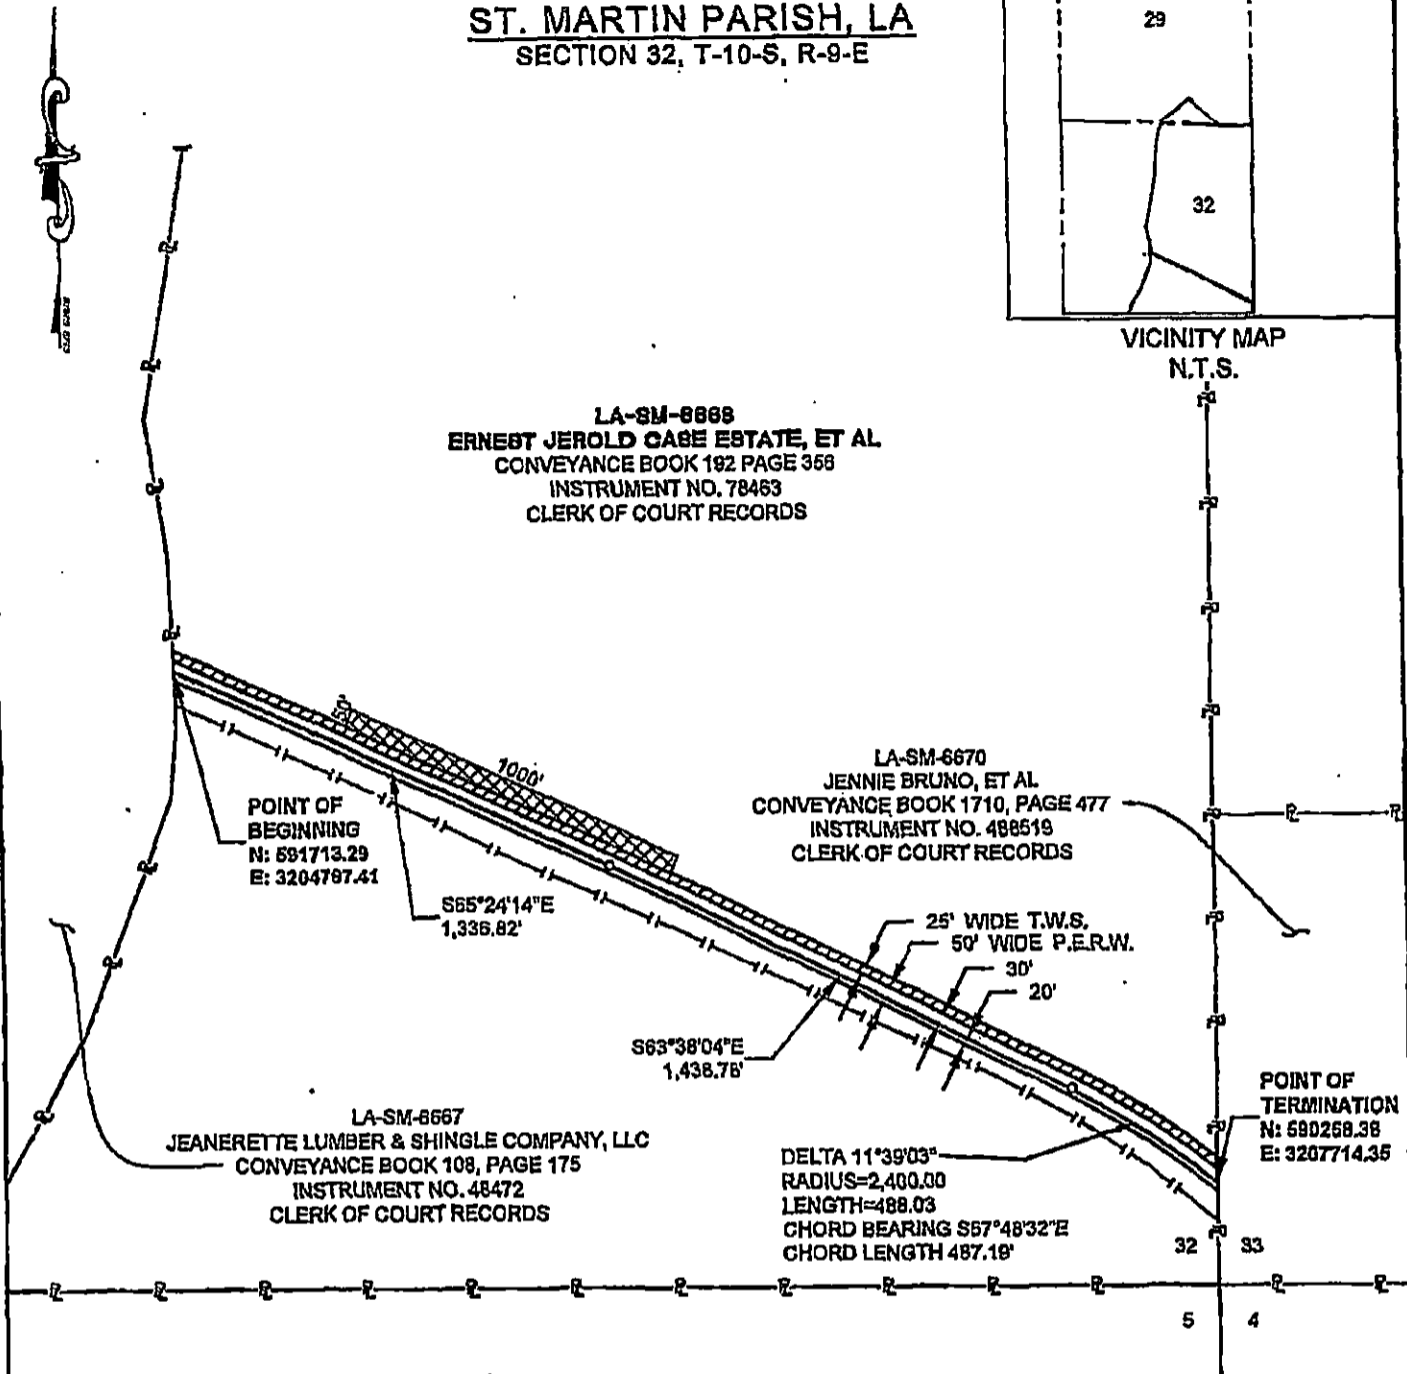 ST. MARTIN PARISH, LA
SECTION 32, T-10-S, R-9-E
29
32
VICINITY MAP
N.T.S.
LA-SM-6668
ERNEST JEROLD CASE ESTATE, ET AL
CONVEYANCE BOOK 192 PAGE 356
INSTRUMENT NO. 78463
CLERK OF COURT RECORDS
50'
1000'
LA-SM-6670
JENNIE BRUNO, ET AL
CONVEYANCE BOOK 1710, PAGE 477
INSTRUMENT NO. 488519
CLERK OF COURT RECORDS
POINT OF
BEGINNING
N: 591713.29
E: 3204797.41
S65°24'14"E
1,336.82'
25' WIDE T.W.S.
50' WIDE P.E.R.W.
30'
20'
S63°38'04"E
1,438.76'
POINT OF
TERMINATION
N: 590258.38
E: 3207714.35
LA-SM-6667
JEANERETTE LUMBER & SHINGLE COMPANY, LLC
CONVEYANCE BOOK 108, PAGE 175
INSTRUMENT NO. 48472
CLERK OF COURT RECORDS
DELTA 11°39'03"
RADIUS=2,400.00
LENGTH=488.03
CHORD BEARING S57°48'32"E
CHORD LENGTH 487.19'
32 33
5 4